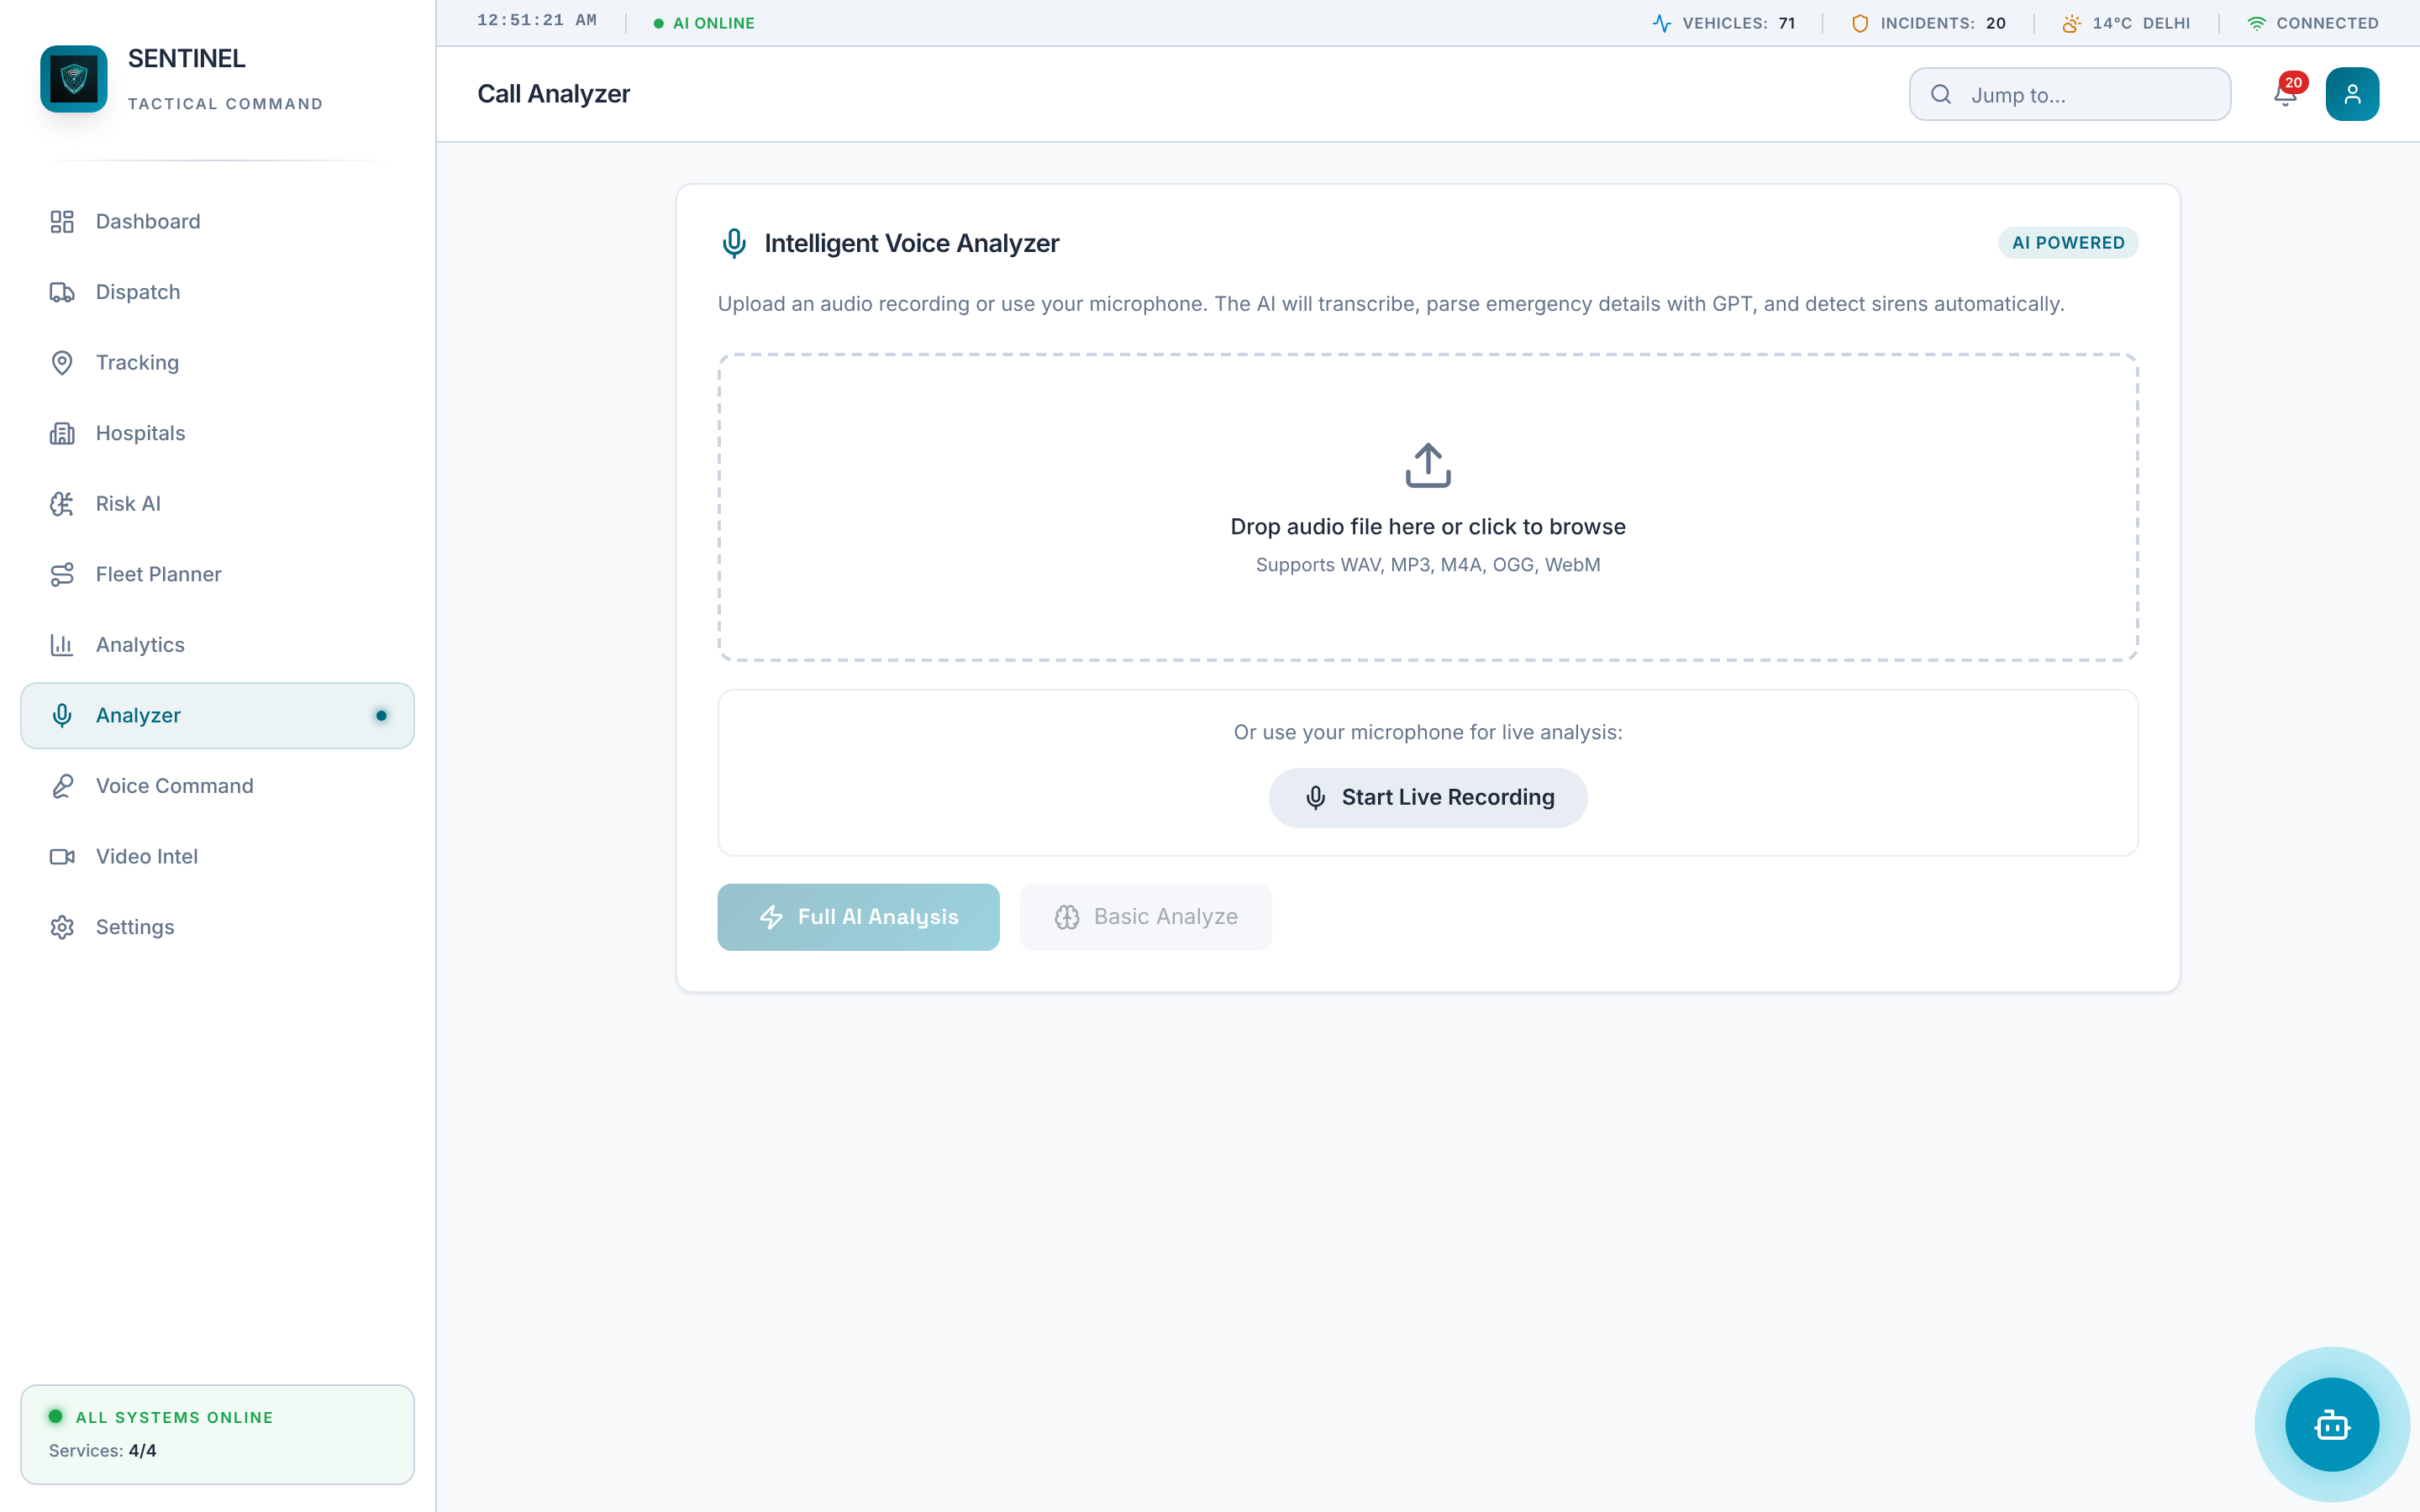 SENTINEL
TACTICAL COMMAND
Dashboard
Dispatch
Tracking
Hospitals
Risk AI
Fleet Planner
Analytics
Analyzer
Voice Command
Video Intel
Settings
ALL SYSTEMS ONLINE
Services: 4/4
12:51:21 AM
AI ONLINE
VEHICLES: 71
INCIDENTS: 20
14°C DELHI
CONNECTED
Call Analyzer
Jump to...
20
Intelligent Voice Analyzer
AI POWERED
Upload an audio recording or use your microphone. The AI will transcribe, parse emergency details with GPT, and detect sirens automatically.
Drop audio file here or click to browse
Supports WAV, MP3, M4A, OGG, WebM
Or use your microphone for live analysis:
Start Live Recording
Full AI Analysis
Basic Analyze